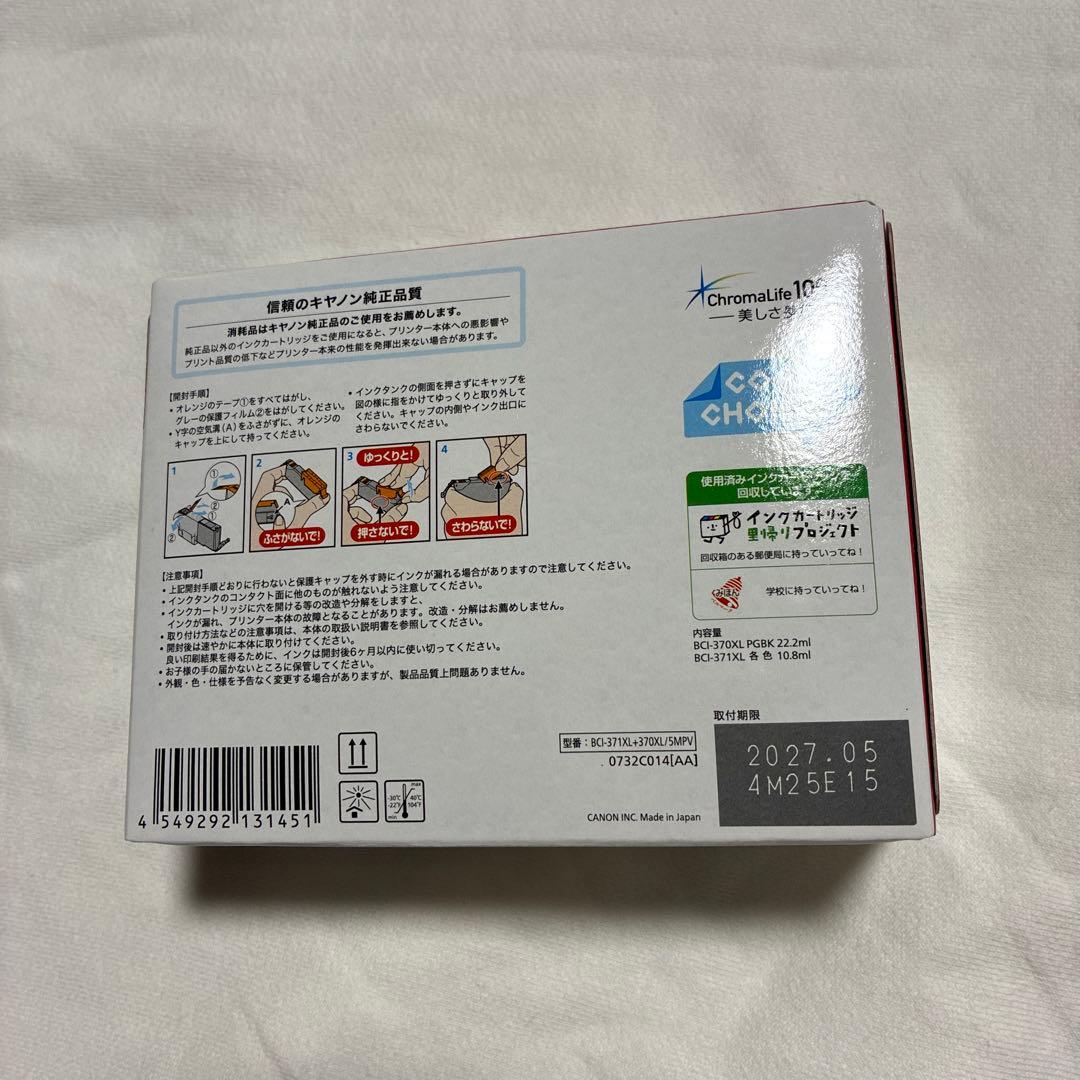 信頼のキヤノン純正品質
消耗品はキヤノン純正品のご使用をお薦めします。
純正品以外のインクカートリッジをご使用になると、プリンター本体への悪影響や
プリント品質の低下などプリンター本来の性能を発揮出来ない場合があります。
ChromaLife
美しさ
【開封手順】
・オレンジのテープ①をすべてはがし、
グレーの保護フィルム②をはがしてください。
・Y字の空気溝(A)をふさがずに、オレンジの
キャップを上にして持ってください。
・インクタンクの側面を押さずにキャップを
図の様に指をかけてゆっくりと取り外して
ください。キャップの内側やインク出口に
さわらないでください。
1
①
②
①
②
2
A
ふさがないで!
3
ゆっくりと!
押さないで!
4
さわらないで!
使用済みインクカートリッジ
回収しています
インクカートリッジ
里帰りプロジェクト
回収箱のある郵便局に持っていってね!
学校に持っていってね!
【注意事項】
・上記開封手順どおりに行わないと保護キャップを外す時にインクが漏れる場合がありますので注意してください。
・インクタンクのコンタクト面に他のものが触れないよう注意してください。
・インクカートリッジに穴を開ける等の改造や分解をしますと、
インクが漏れ、プリンター本体の故障となることがあります。改造・分解はお薦めしません。
・取り付け方法などの注意事項は、本体の取扱い説明書を参照してください。
・開封後は速やかに本体に取り付けてください。
良い印刷結果を得るために、インクは開封後6ヶ月以内に使い切ってください。
・お子様の手の届かないところに保管してください。
・外観・色・仕様を予告なく変更する場合がありますが、製品品質上問題ありません。
内容量
BCI-370XL PGBK 22.2ml
BCI-371XL 各色 10.8ml
取付期限
2027.05
4M25E15
型番:BCI-371XL+370XL/5MPV
0732C014[AA]
CANON INC. Made in Japan
4 549292 131451
-30℃
-22°F
min
max
40℃
104°F